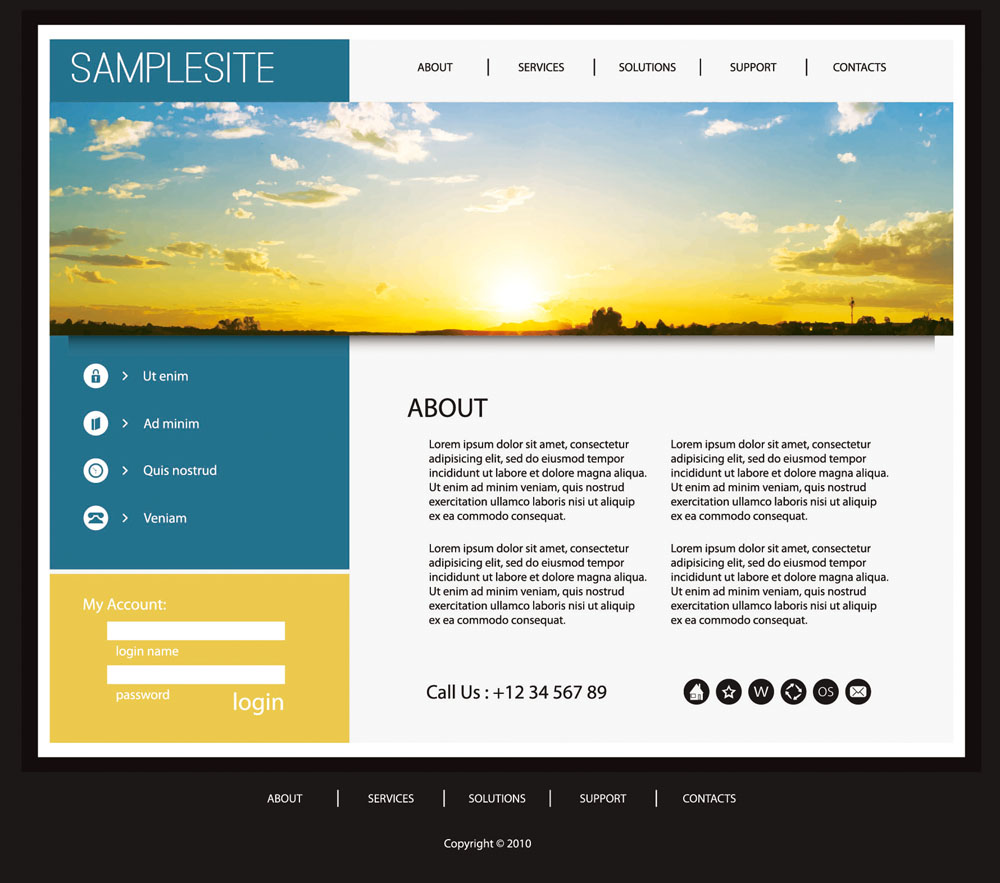 SAMPLESITE
ABOUT | SERVICES | SOLUTIONS | SUPPORT | CONTACTS
> Ut enim
> Ad minim
> Quis nostrud
> Veniam
My Account:
login name
password
login
ABOUT
Lorem ipsum dolor sit amet, consectetur
adipisicing elit, sed do eiusmod tempor
incididunt ut labore et dolore magna aliqua.
Ut enim ad minim veniam, quis nostrud
exercitation ullamco laboris nisi ut aliquip
ex ea commodo consequat.
Lorem ipsum dolor sit amet, consectetur
adipisicing elit, sed do eiusmod tempor
incididunt ut labore et dolore magna aliqua.
Ut enim ad minim veniam, quis nostrud
exercitation ullamco laboris nisi ut aliquip
ex ea commodo consequat.
Lorem ipsum dolor sit amet, consectetur
adipisicing elit, sed do eiusmod tempor
incididunt ut labore et dolore magna aliqua.
Ut enim ad minim veniam, quis nostrud
exercitation ullamco laboris nisi ut aliquip
ex ea commodo consequat.
Lorem ipsum dolor sit amet, consectetur
adipisicing elit, sed do eiusmod tempor
incididunt ut labore et dolore magna aliqua.
Ut enim ad minim veniam, quis nostrud
exercitation ullamco laboris nisi ut aliquip
ex ea commodo consequat.
Call Us : +12 34 567 89
W OS
ABOUT | SERVICES | SOLUTIONS | SUPPORT | CONTACTS
Copyright © 2010